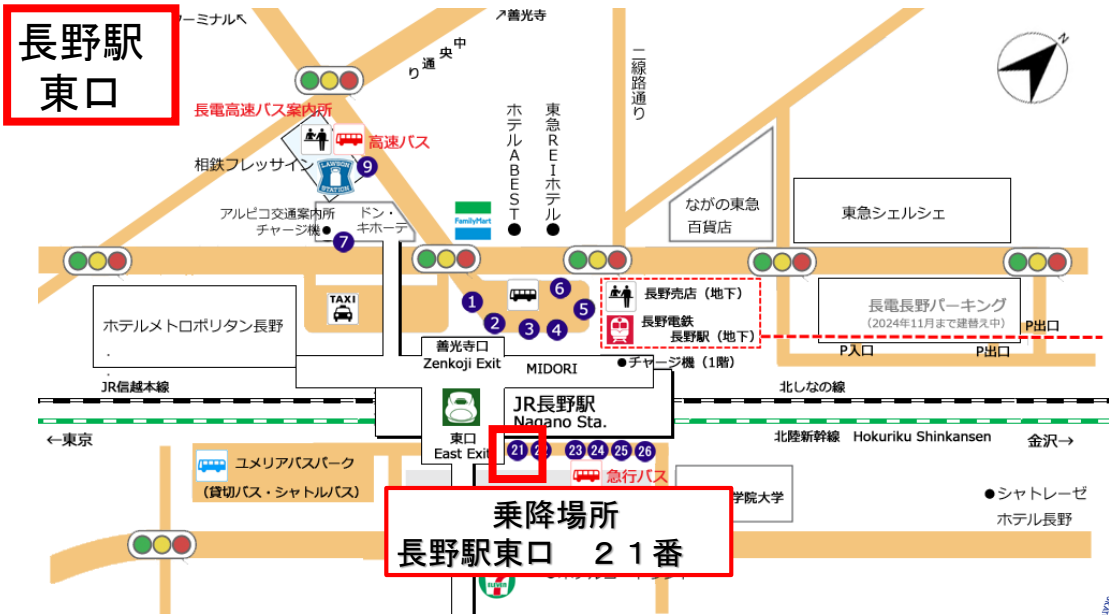 長野駅
東口
ーミナル↖
↗善光寺
中央通り
二線路通り
N
長電高速バス案内所
高速バス
相鉄フレッサイン
LAWSON
STATION
9
アルピコ交通案内所
チャージ機●
7
ドン・
キホーテ
FamilyMart
ホテルABEST
東急REIホテル
ながの東急
百貨店
東急シェルシェ
ホテルメトロポリタン長野
TAXI
1
2
3
4
5
6
長野売店（地下）
長野電鉄
長野駅（地下）
●チャージ機（1階）
長電長野パーキング
(2024年11月まで建替え中)
P出口
P入口
P出口
善光寺口
Zenkoji Exit
MIDORI
JR信越本線
北しなの線
JR長野駅
Nagano Sta.
←東京
北陸新幹線 Hokuriku Shinkansen
金沢→
東口
East Exit
21
23
24
25
26
急行バス
ユメリアバスパーク
(貸切バス・シャトルバス)
学院大学
●シャトレーゼ
ホテル長野
乗降場所
長野駅東口　２１番
7
ELEVEN